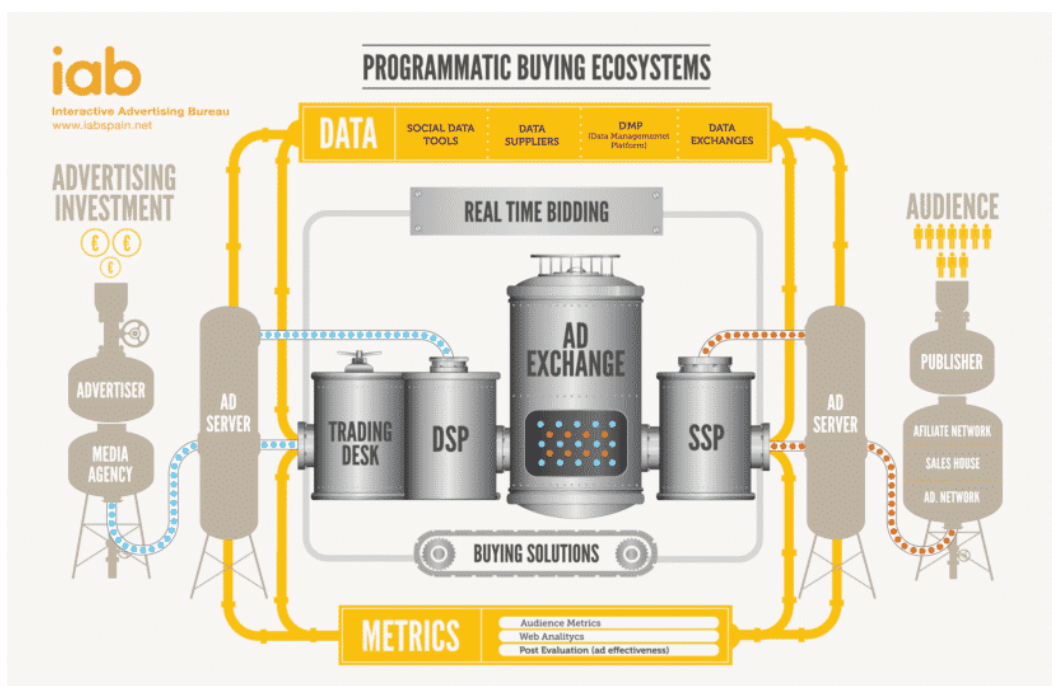 iab
Interactive Advertising Bureau
www.iabspain.net
PROGRAMMATIC BUYING ECOSYSTEMS
DATA
SOCIAL DATA
TOOLS
DATA
SUPPLIERS
DMP
(Data Managementet
Platform)
DATA
EXCHANGES
ADVERTISING
INVESTMENT
€ €
€
REAL TIME BIDDING
AUDIENCE
ADVERTISER
MEDIA
AGENCY
AD
SERVER
TRADING
DESK
DSP
AD
EXCHANGE
SSP
AD
SERVER
PUBLISHER
AFILIATE NETWORK
SALES HOUSE
AD. NETWORK
BUYING SOLUTIONS
METRICS
Audience Metrics
Web Analitycs
Post Evaluation (ad effectiveness)